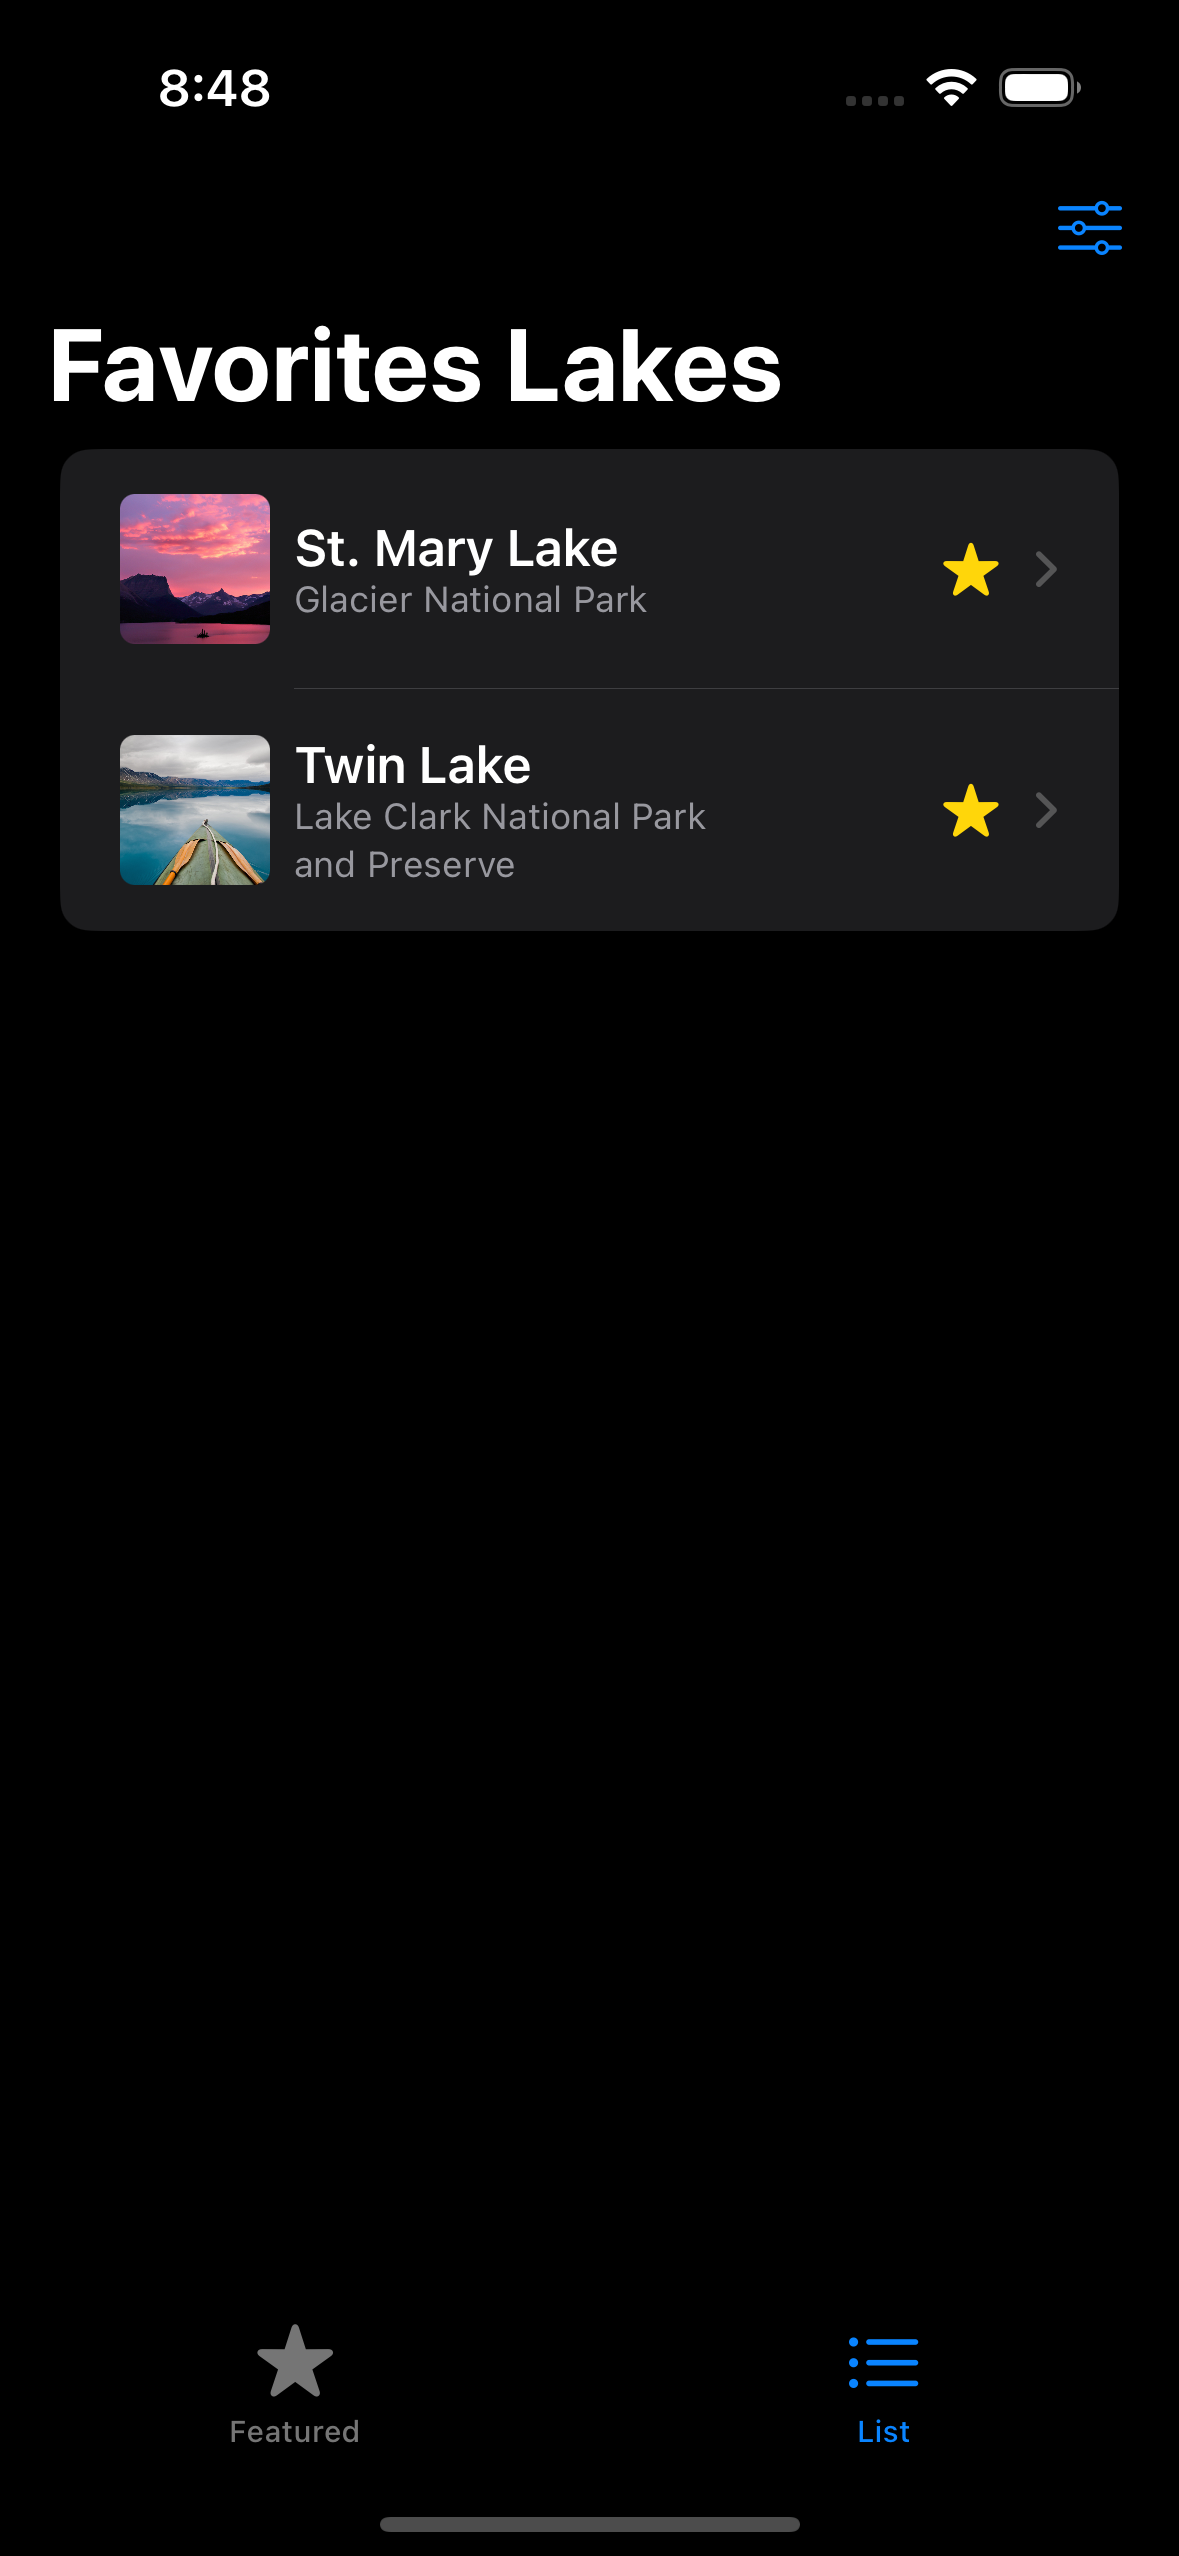 8:48
Favorites Lakes
St. Mary Lake
Glacier National Park
Twin Lake
Lake Clark National Park
and Preserve
Featured
List